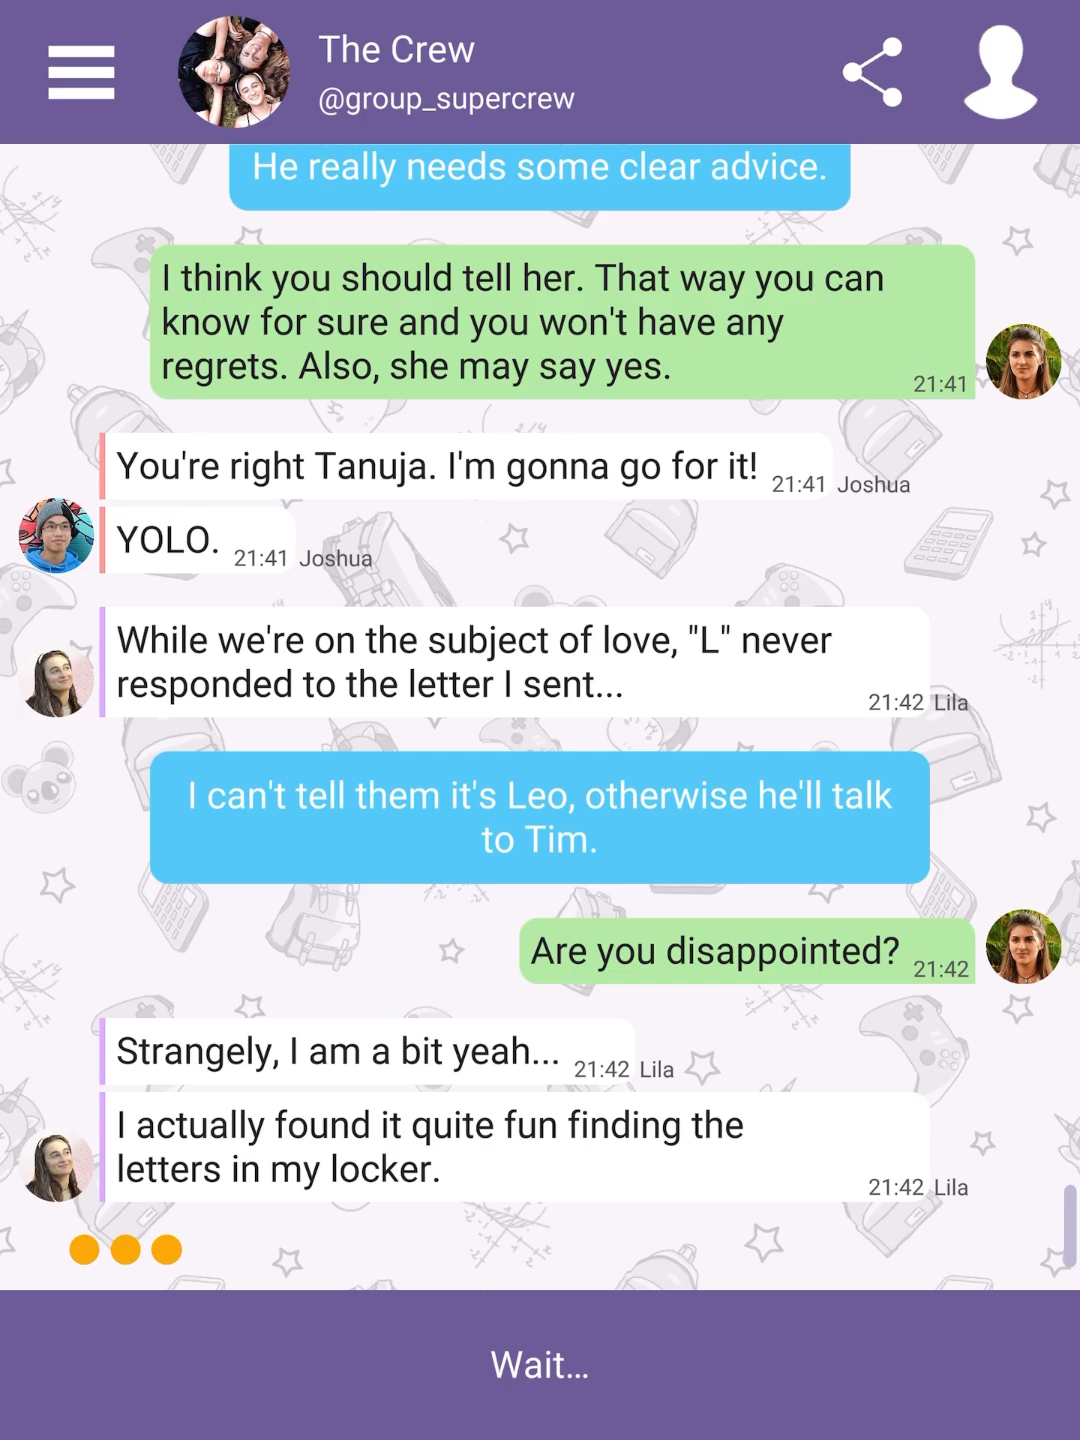 The Crew
@group_supercrew
He really needs some clear advice.
I think you should tell her. That way you can
know for sure and you won't have any
regrets. Also, she may say yes.
21:41
You're right Tanuja. I'm gonna go for it!
21:41 Joshua
YOLO.
21:41 Joshua
While we're on the subject of love, "L" never
responded to the letter I sent...
21:42 Lila
I can't tell them it's Leo, otherwise he'll talk
to Tim.
Are you disappointed?
21:42
Strangely, I am a bit yeah...
21:42 Lila
I actually found it quite fun finding the
letters in my locker.
21:42 Lila
Wait...